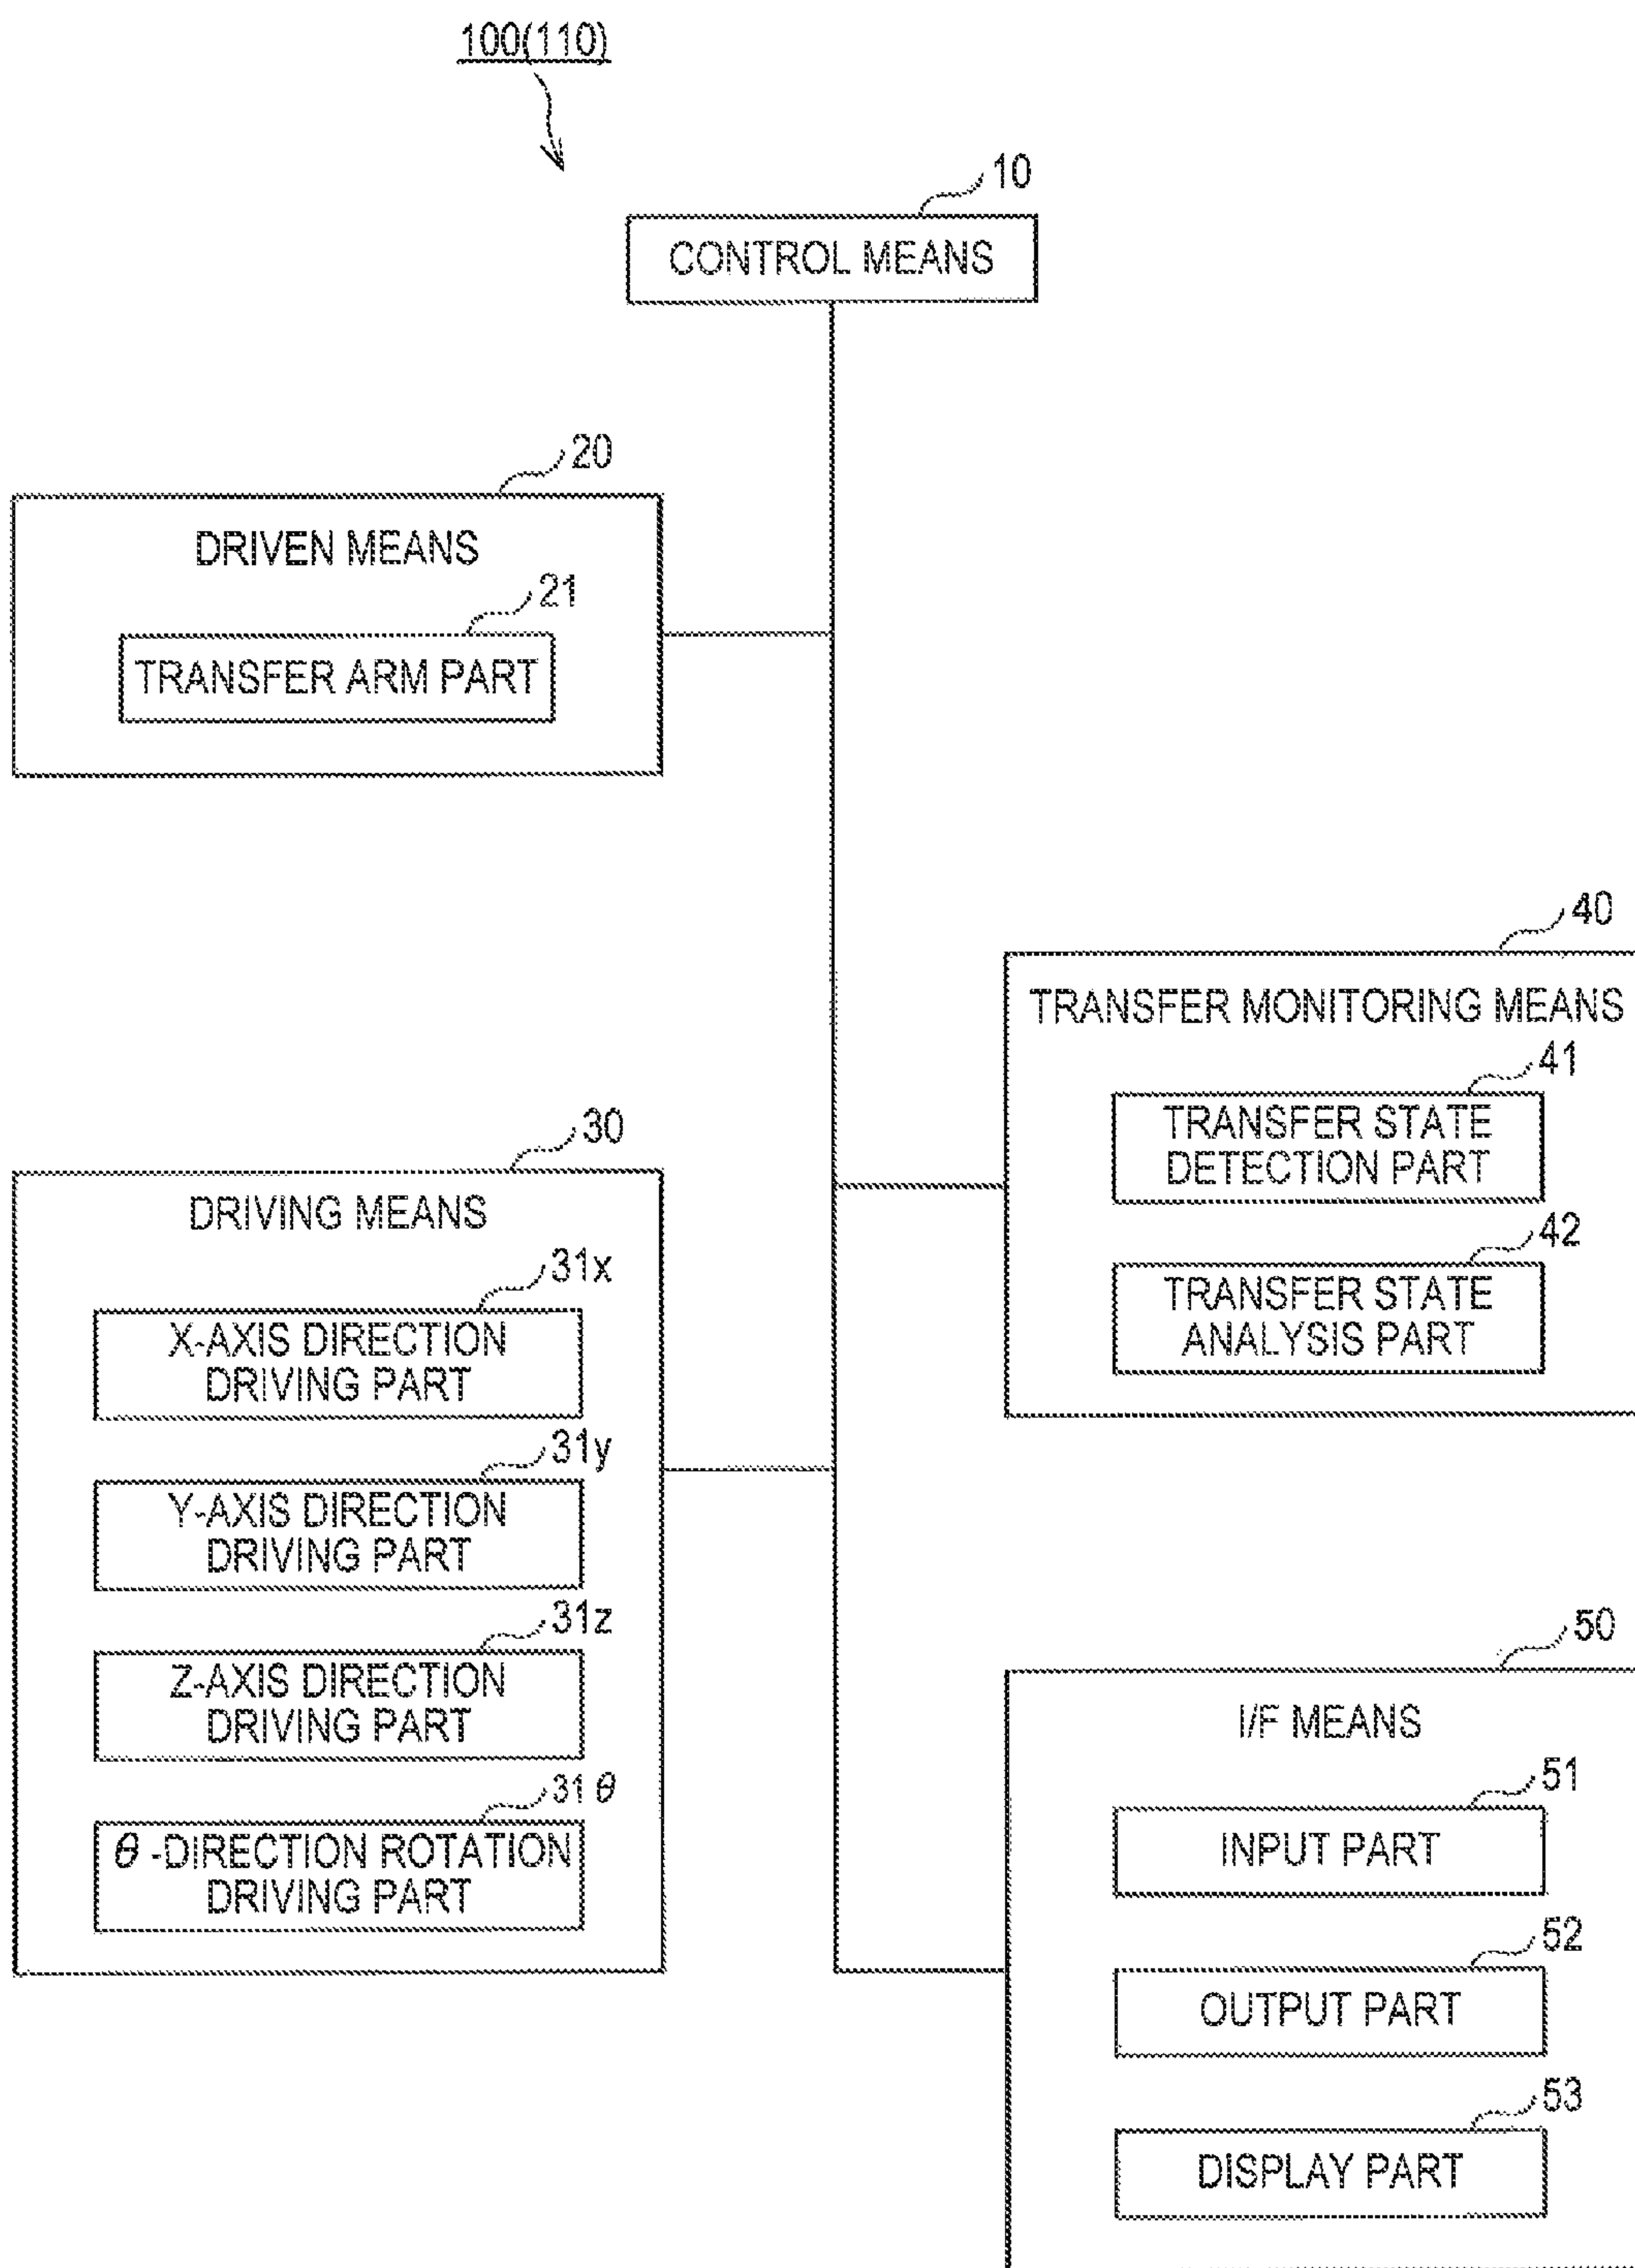 100(110)
10
CONTROL MEANS
20
DRIVEN MEANS
21
TRANSFER ARM PART
40
TRANSFER MONITORING MEANS
41
TRANSFER STATE
DETECTION PART
42
TRANSFER STATE
ANALYSIS PART
30
DRIVING MEANS
31x
X-AXIS DIRECTION
DRIVING PART
31y
Y-AXIS DIRECTION
DRIVING PART
31z
Z-AXIS DIRECTION
DRIVING PART
31θ
θ-DIRECTION ROTATION
DRIVING PART
50
I/F MEANS
51
INPUT PART
52
OUTPUT PART
53
DISPLAY PART